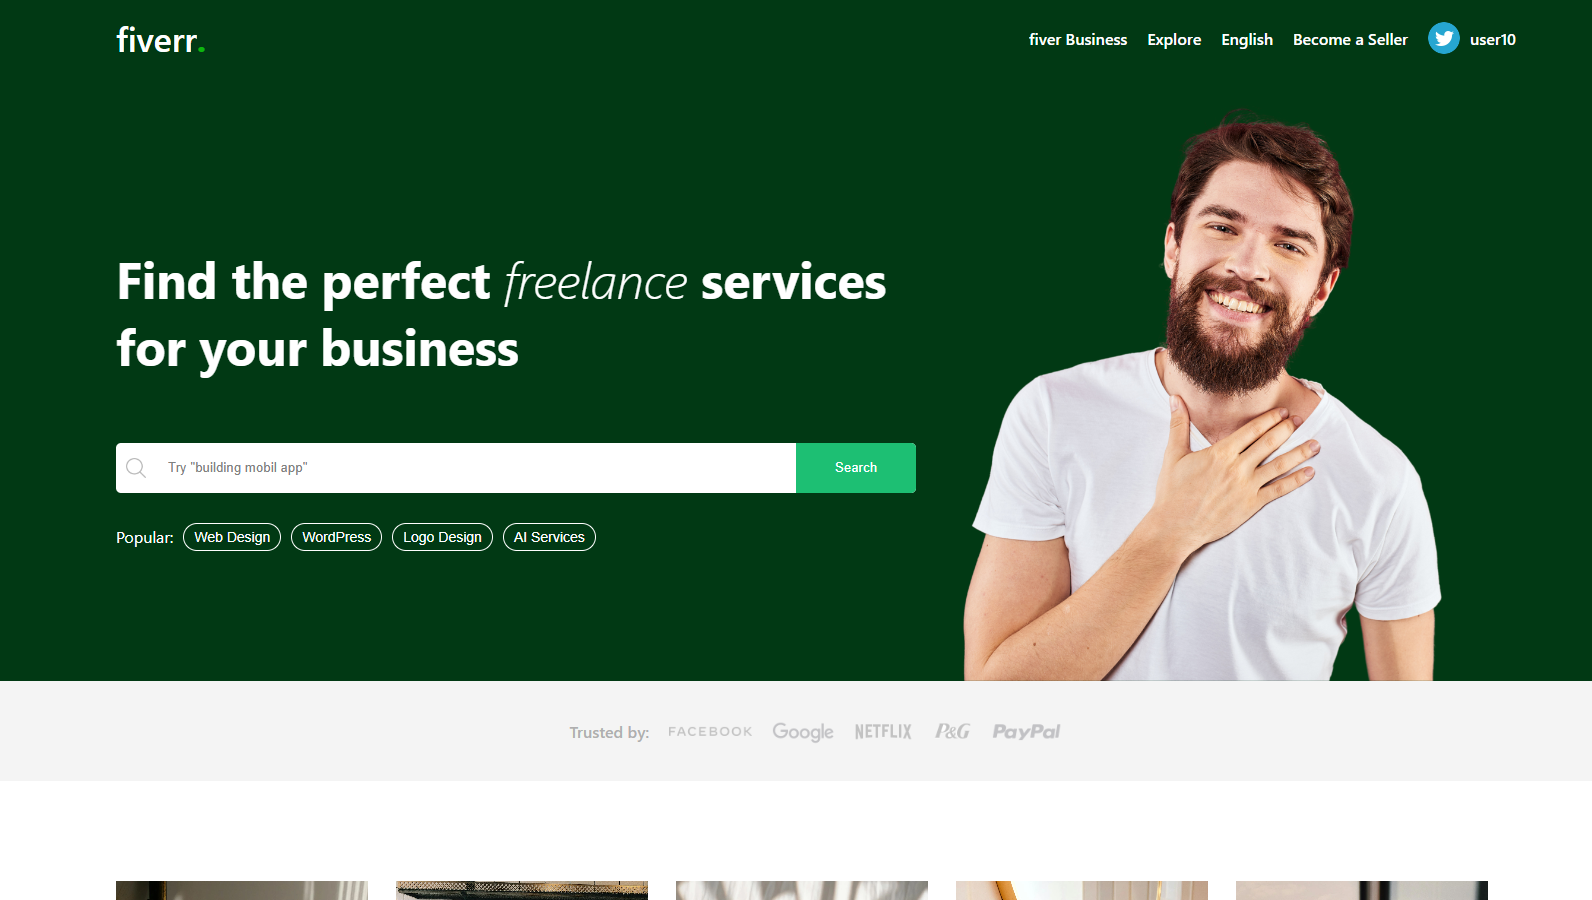 fiverr.
fiver Business
Explore
English
Become a Seller
user10
Find the perfect freelance services
for your business
Try "building mobil app"
Search
Popular:
Web Design
WordPress
Logo Design
AI Services
Trusted by:
FACEBOOK
Google
NETFLIX
P&G
PayPal